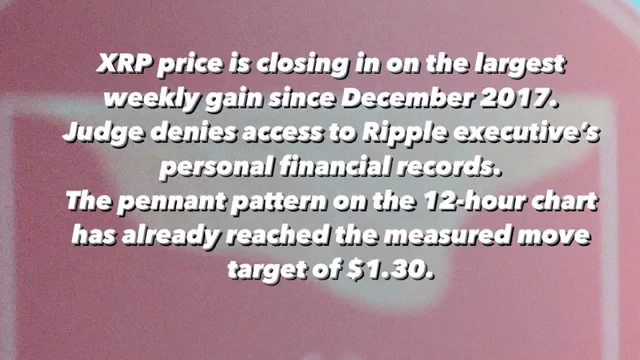 XRP price is closing in on the largest
weekly gain since December 2017.
Judge denies access to Ripple executive's
personal financial records.
The pennant pattern on the 12-hour chart
has already reached the measured move
target of $1.30.